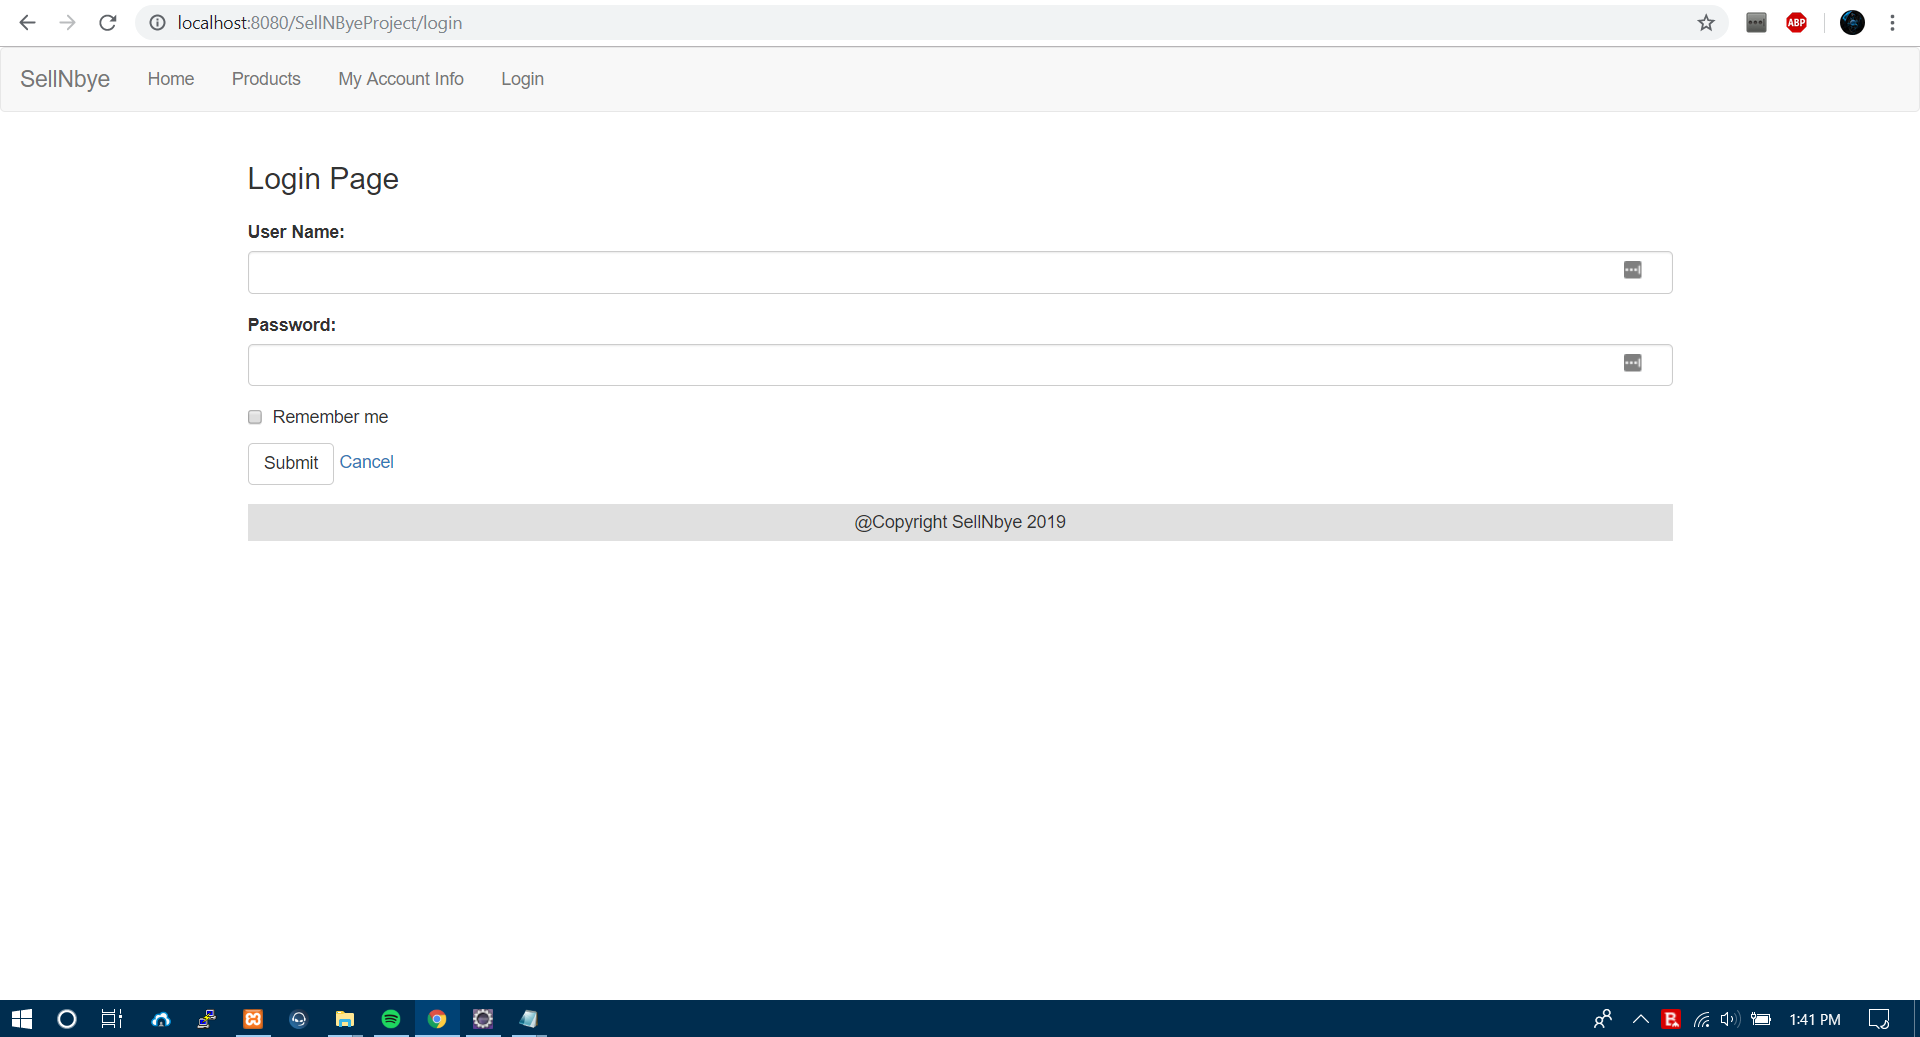 localhost:8080/SellNByeProject/login
ABP
SellNbye Home Products My Account Info Login
Login Page
User Name:
Password:
Remember me
Submit Cancel
@Copyright SellNbye 2019
1:41 PM